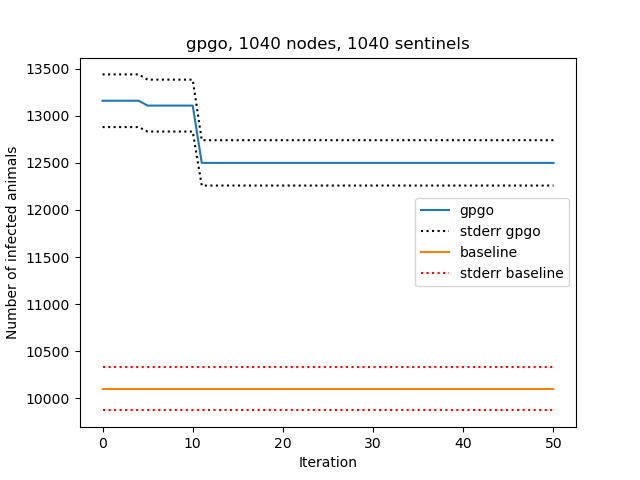 gpgo, 1040 nodes, 1040 sentinels
Number of infected animals
13500
13000
12500
12000
11500
11000
10500
10000
gpgo
stderr gpgo
baseline
stderr baseline
0 10 20 30 40 50
Iteration